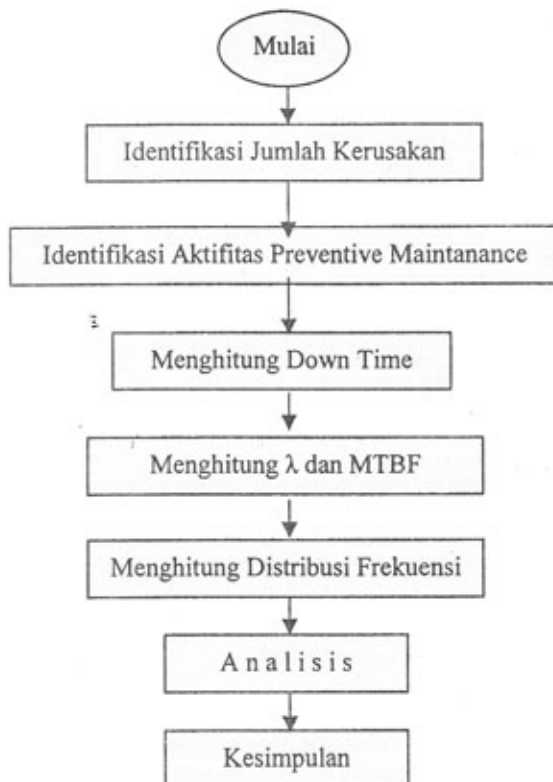 Mulai
Identifikasi Jumlah Kerusakan
Identifikasi Aktifitas Preventive Maintanance
Menghitung Down Time
Menghitung λ dan MTBF
Menghitung Distribusi Frekuensi
A n a l i s i s
Kesimpulan